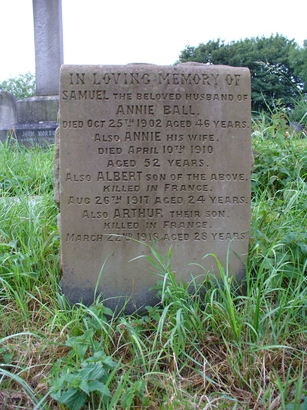 IN LOVING MEMORY OF
SAMUEL THE BELOVED HUSBAND OF
ANNIE BALL.
DIED OCT 25TH 1902 AGED 46 YEARS.
ALSO ANNIE HIS WIFE.
DIED APRIL 10TH 1910
AGED 52 YEARS.
ALSO ALBERT SON OF THE ABOVE,
KILLED IN FRANCE.
AUG 26TH 1917 AGED 24 YEARS.
ALSO ARTHUR THEIR SON.
KILLED IN FRANCE.
MARCH 22ND 1918 AGED 28 YEARS.